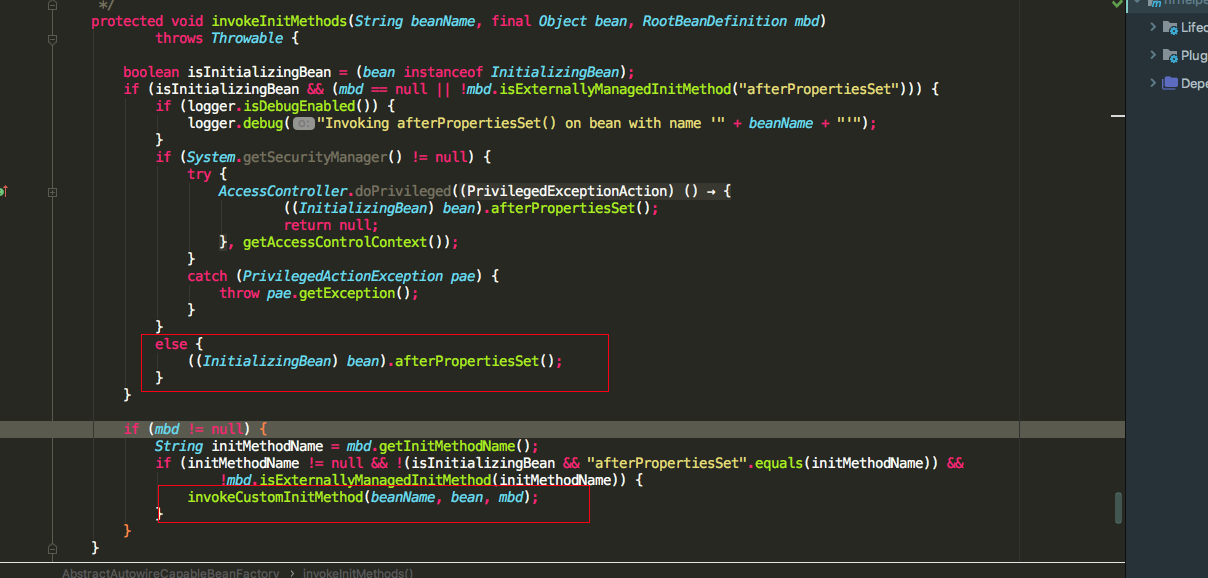 */
protected void invokeInitMethods(String beanName, final Object bean, RootBeanDefinition mbd)
throws Throwable {
boolean isInitializingBean = (bean instanceof InitializingBean);
if (isInitializingBean && (mbd == null || !mbd.isExternallyManagedInitMethod("afterPropertiesSet"))) {
if (logger.isDebugEnabled()) {
logger.debug( o: "Invoking afterPropertiesSet() on bean with name '" + beanName + "'");
}
if (System.getSecurityManager() != null) {
try {
AccessController.doPrivileged((PrivilegedExceptionAction) () → {
((InitializingBean) bean).afterPropertiesSet();
return null;
}, getAccessControlContext());
}
catch (PrivilegedActionException pae) {
throw pae.getException();
}
}
else {
((InitializingBean) bean).afterPropertiesSet();
}
}
if (mbd != null) {
String initMethodName = mbd.getInitMethodName();
if (initMethodName != null && !(isInitializingBean && "afterPropertiesSet".equals(initMethodName)) &&
!mbd.isExternallyManagedInitMethod(initMethodName)) {
invokeCustomInitMethod(beanName, bean, mbd);
}
}
}
AbstractAutowireCapableBeanFactory › invokeInitMethods()
Lifec
Plug
Depe